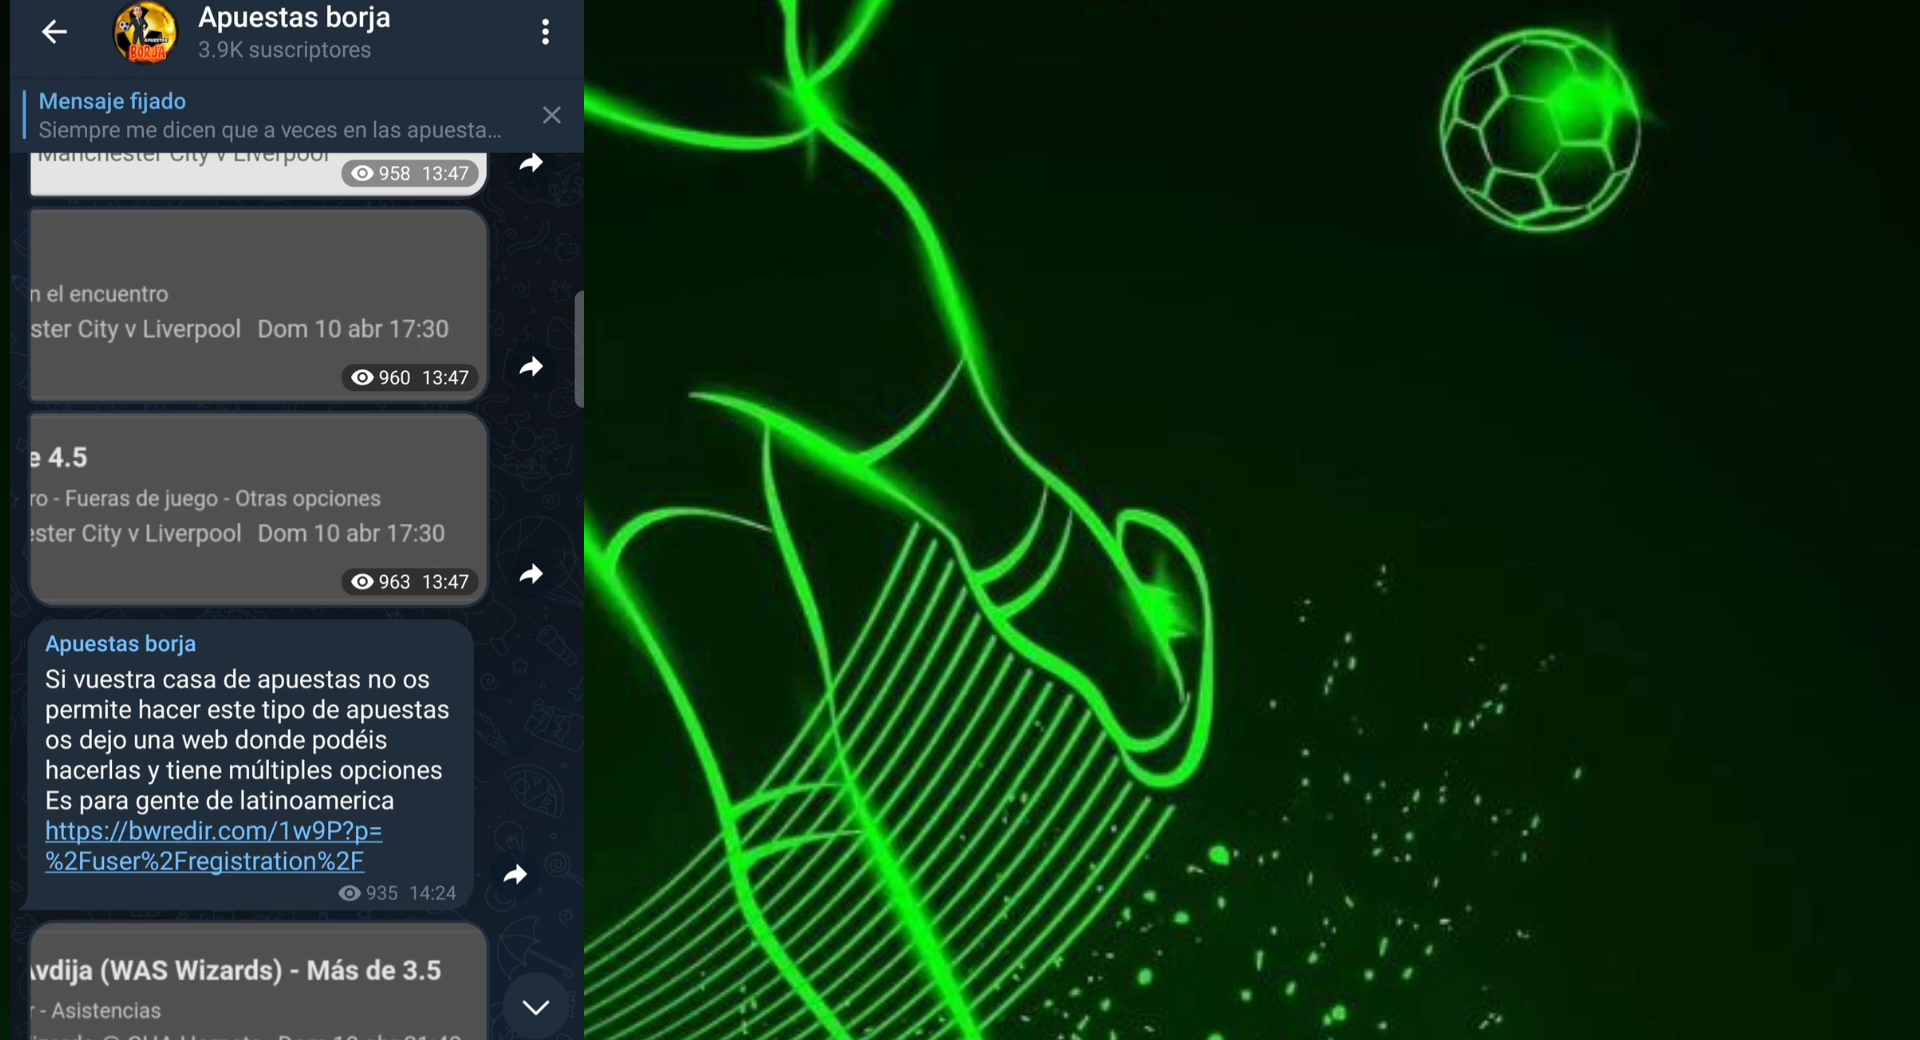 Apuestas borja
3.9K suscriptores
Mensaje fijado
Siempre me dicen que a veces en las apuesta...
Manchester City v Liverpool
958 13:47
n el encuentro
ster City v Liverpool Dom 10 abr 17:30
960 13:47
e 4.5
ro - Fueras de juego - Otras opciones
ester City v Liverpool Dom 10 abr 17:30
963 13:47
Apuestas borja
Si vuestra casa de apuestas no os
permite hacer este tipo de apuestas
os dejo una web donde podéis
hacerlas y tiene múltiples opciones
Es para gente de latinoamerica
https://bwredir.com/1w9P?p=
%2Fuser%2Fregistration%2F
935 14:24
Avdija (WAS Wizards) - Más de 3.5
r - Asistencias